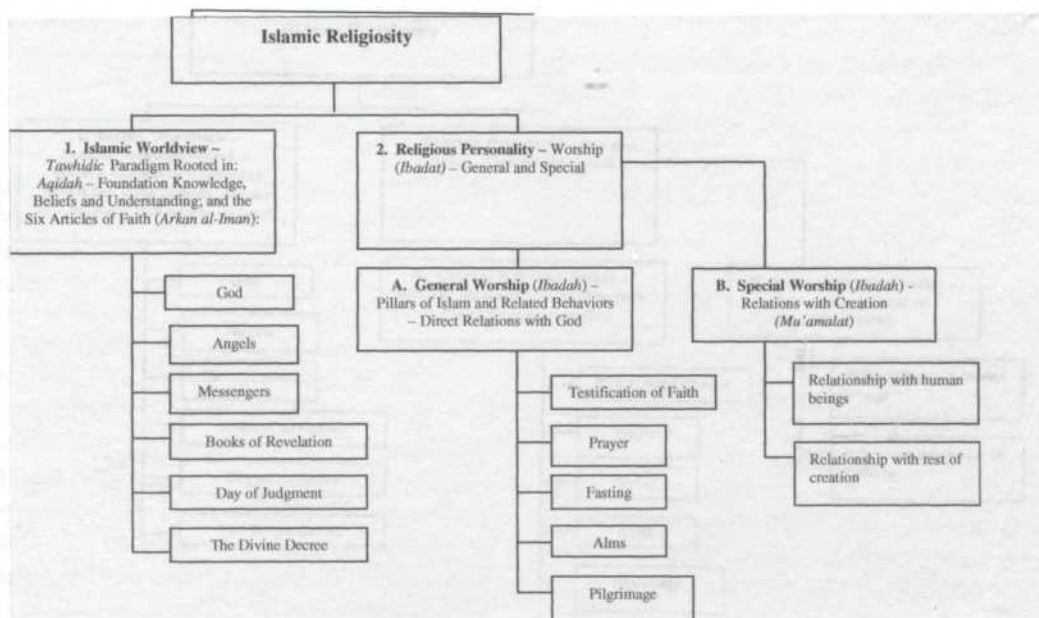 Islamic Religiosity
1. Islamic Worldview –
Tawhidic Paradigm Rooted in:
Aqidah – Foundation Knowledge,
Beliefs and Understanding; and the
Six Articles of Faith (Arkan al-Iman):
God
Angels
Messengers
Books of Revelation
Day of Judgment
The Divine Decree
2. Religious Personality – Worship
(Ibadat) – General and Special
A. General Worship (Ibadah) –
Pillars of Islam and Related Behaviors
– Direct Relations with God
Testification of Faith
Prayer
Fasting
Alms
Pilgrimage
B. Special Worship (Ibadah) -
Relations with Creation
(Mu'amalat)
Relationship with human
beings
Relationship with rest of
creation